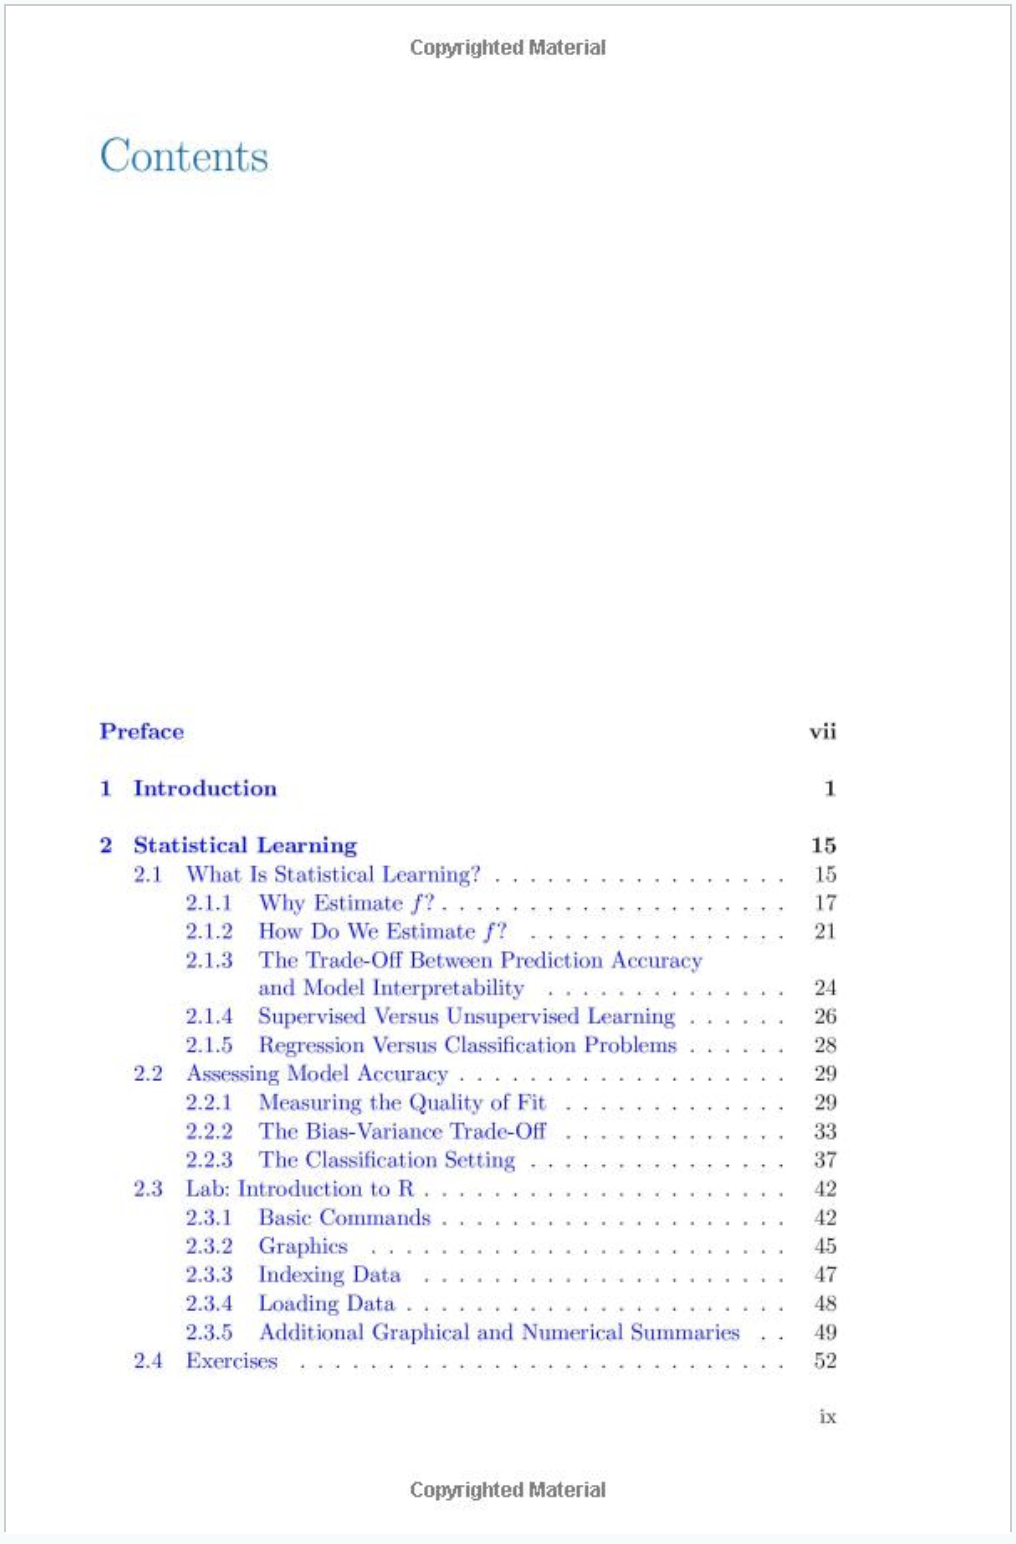 Copyrighted Material
Contents
Preface vii
1 Introduction 1
2 Statistical Learning 15
2.1 What Is Statistical Learning? . . . . . . . . . . . . . . . . . 15
2.1.1 Why Estimate f? . . . . . . . . . . . . . . . . . . . . 17
2.1.2 How Do We Estimate f? . . . . . . . . . . . . . . . 21
2.1.3 The Trade-Off Between Prediction Accuracy
and Model Interpretability . . . . . . . . . . . . . . 24
2.1.4 Supervised Versus Unsupervised Learning . . . . . . 26
2.1.5 Regression Versus Classification Problems . . . . . . 28
2.2 Assessing Model Accuracy . . . . . . . . . . . . . . . . . . . 29
2.2.1 Measuring the Quality of Fit . . . . . . . . . . . . . 29
2.2.2 The Bias-Variance Trade-Off . . . . . . . . . . . . . 33
2.2.3 The Classification Setting . . . . . . . . . . . . . . . 37
2.3 Lab: Introduction to R . . . . . . . . . . . . . . . . . . . . . 42
2.3.1 Basic Commands . . . . . . . . . . . . . . . . . . . . 42
2.3.2 Graphics . . . . . . . . . . . . . . . . . . . . . . . . 45
2.3.3 Indexing Data . . . . . . . . . . . . . . . . . . . . . 47
2.3.4 Loading Data . . . . . . . . . . . . . . . . . . . . . . 48
2.3.5 Additional Graphical and Numerical Summaries . . 49
2.4 Exercises . . . . . . . . . . . . . . . . . . . . . . . . . . . . 52
ix
Copyrighted Material